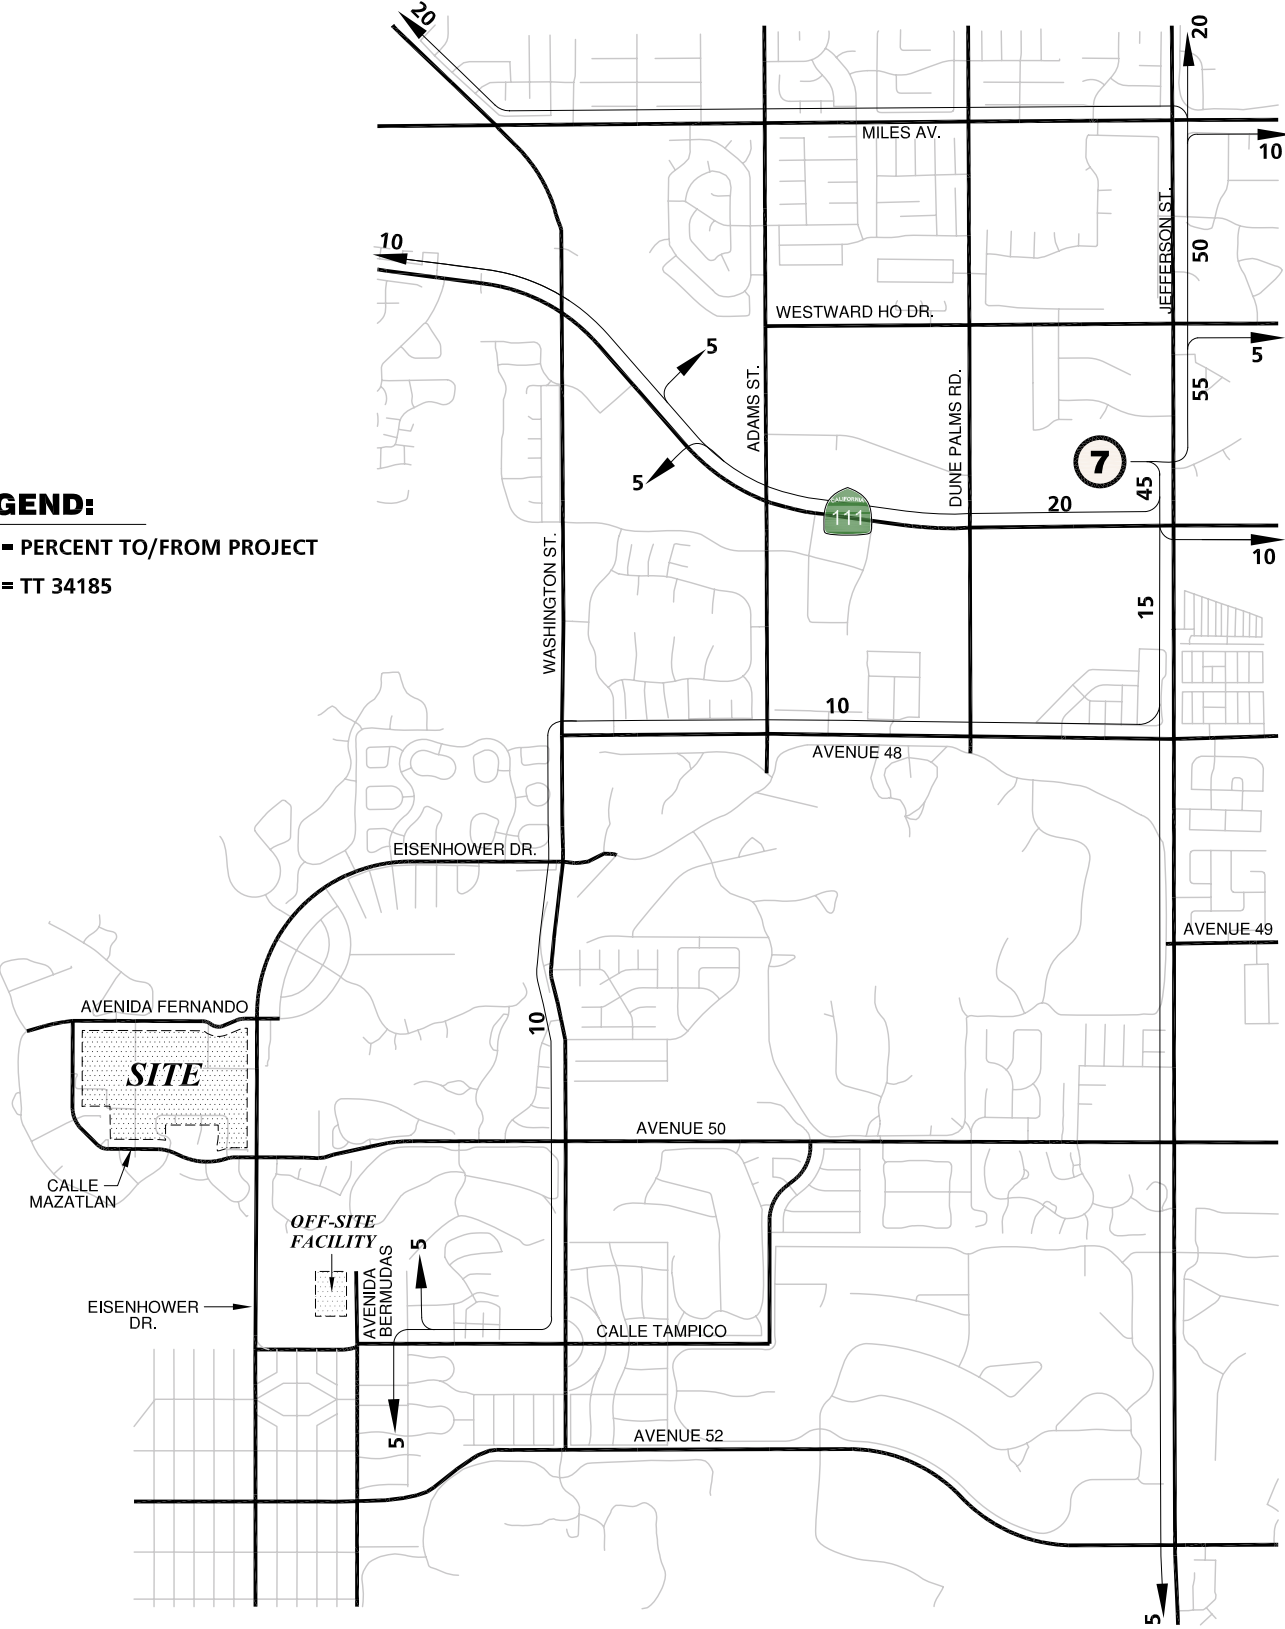 20
20
MILES AV.
10
JEFFERSON ST.
10
50
WESTWARD HO DR.
5
5
ADAMS ST.
DUNE PALMS RD.
55
7
5
45
GEND:
CALIFORNIA
111
20
= PERCENT TO/FROM PROJECT
10
= TT 34185
WASHINGTON ST.
15
10
AVENUE 48
EISENHOWER DR.
AVENUE 49
AVENIDA FERNANDO
10
SITE
AVENUE 50
CALLE
MAZATLAN
OFF-SITE
FACILITY
5
AVENIDA
BERMUDAS
EISENHOWER
DR.
CALLE TAMPICO
5
AVENUE 52
5